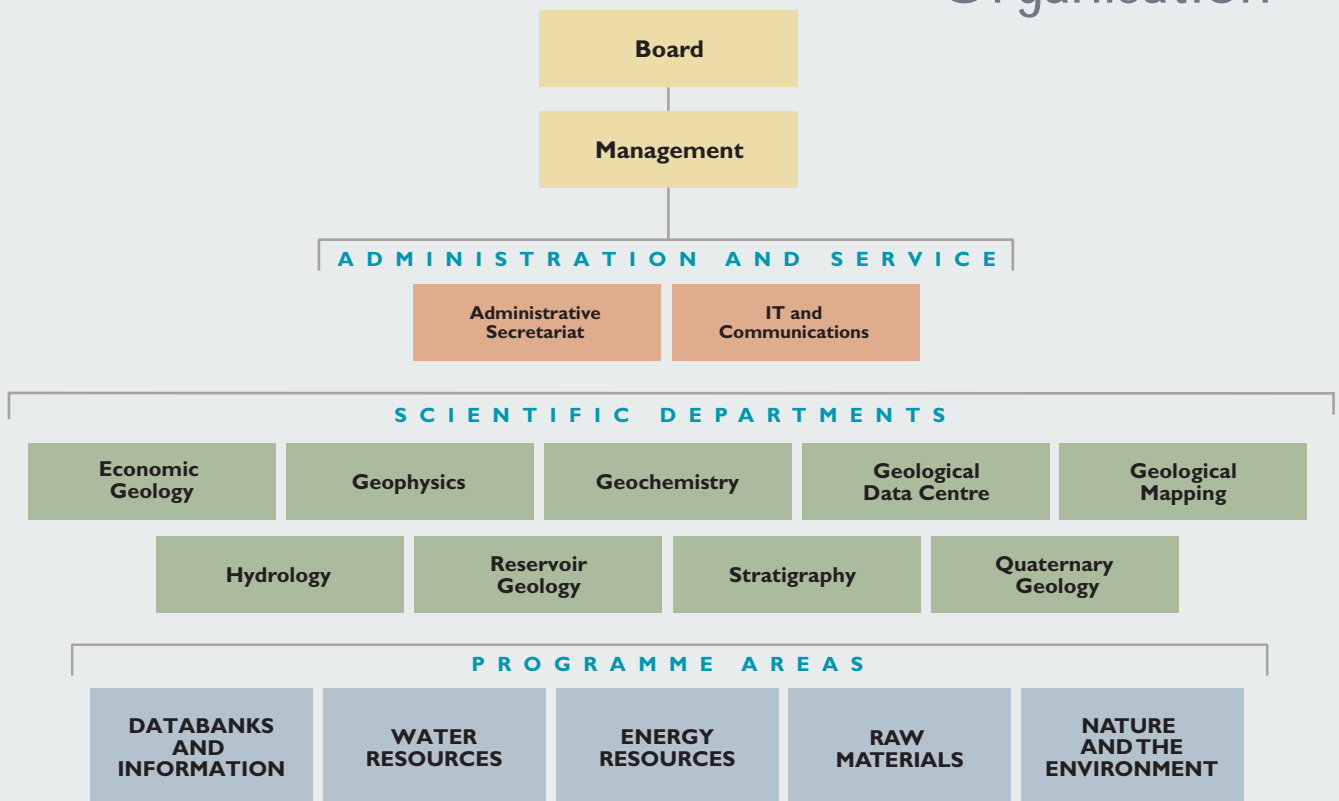 Organisation
Board
Management
ADMINISTRATION AND SERVICE
Administrative
Secretariat
IT and
Communications
SCIENTIFIC DEPARTMENTS
Economic
Geology
Geophysics
Geochemistry
Geological
Data Centre
Geological
Mapping
Hydrology
Reservoir
Geology
Stratigraphy
Quaternary
Geology
PROGRAMME AREAS
DATABANKS
AND
INFORMATION
WATER
RESOURCES
ENERGY
RESOURCES
RAW
MATERIALS
NATURE
AND THE
ENVIRONMENT